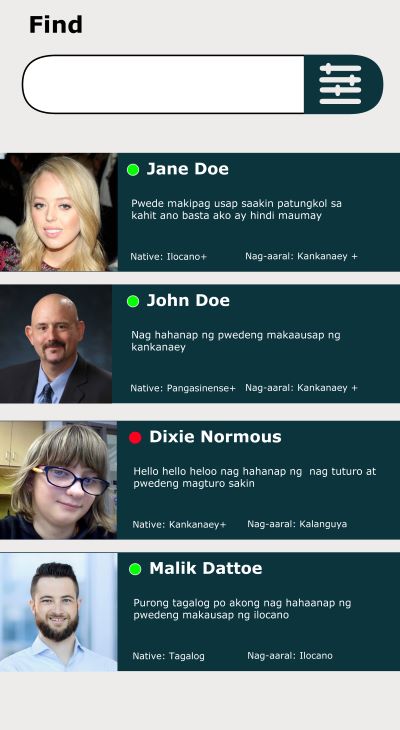 Find
Jane Doe
Pwede makipag usap saakin patungkol sa
kahit ano basta ako ay hindi maumay
Native: Ilocano+ Nag-aaral: Kankanaey +
John Doe
Nag hahanap ng pwedeng makaausap ng
kankanaey
Native: Pangasinense+ Nag-aaral: Kankanaey +
Dixie Normous
Hello hello heloo nag hahanap ng nag tuturo at
pwedeng magturo sakin
Native: Kankanaey+ Nag-aaral: Kalanguya
Malik Dattoe
Purong tagalog po akong nag hahaanap ng
pwedeng makausap ng ilocano
Native: Tagalog Nag-aaral: Ilocano